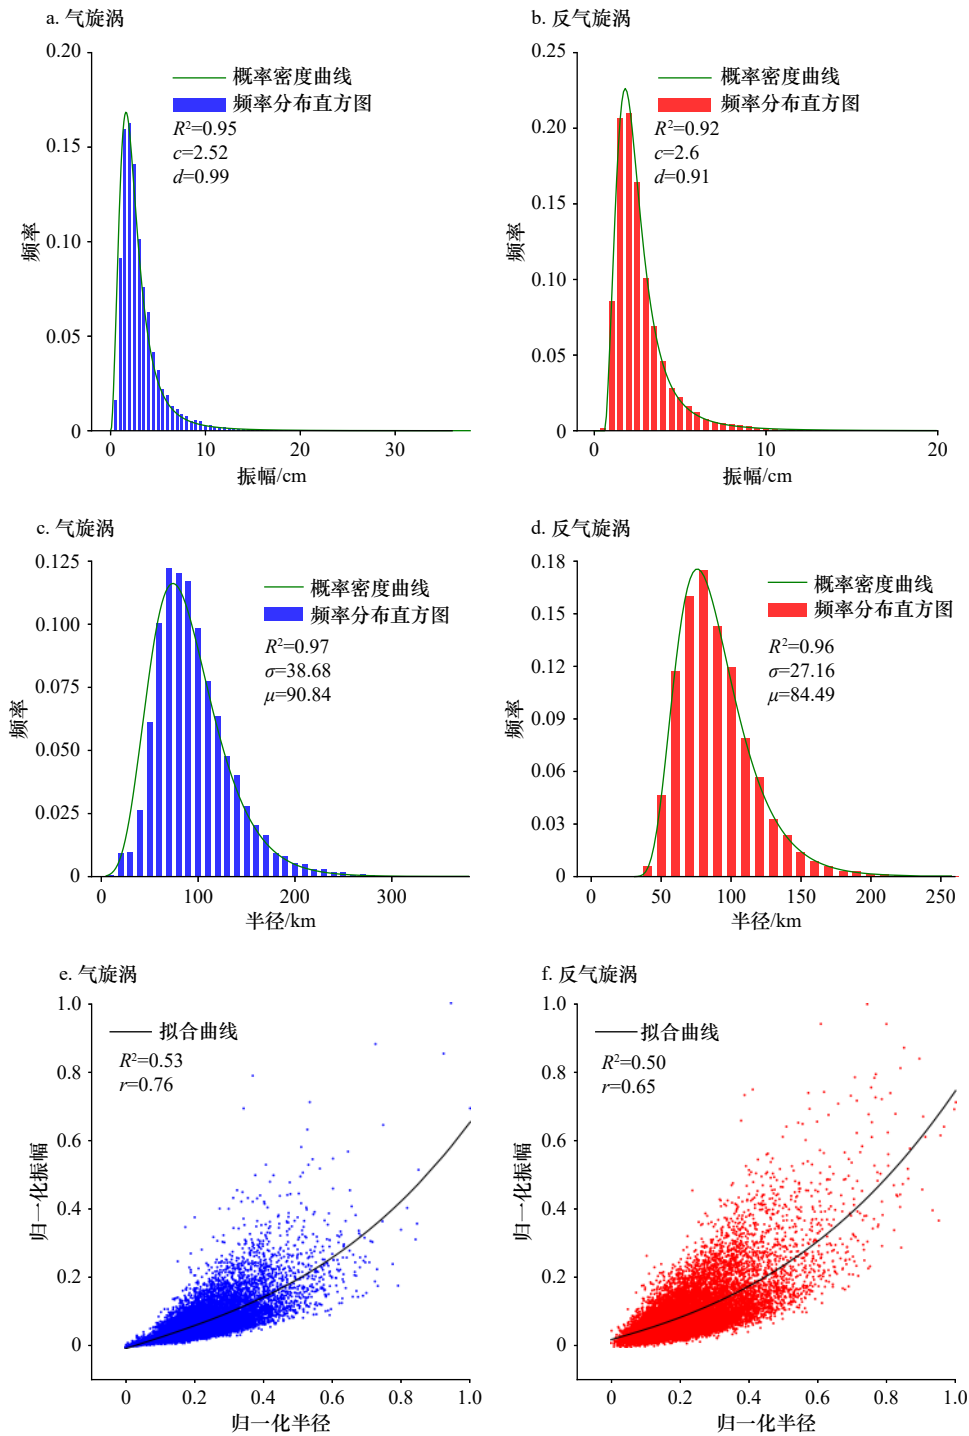 a. 气旋涡
0.20
0.15
0.10
0.05
0
频率
概率密度曲线
频率分布直方图
R²=0.95
c=2.52
d=0.99
0 10 20 30
振幅/cm
b. 反气旋涡
0.25
0.20
0.15
0.10
0.05
0
频率
概率密度曲线
频率分布直方图
R²=0.92
c=2.6
d=0.91
0 10 20
振幅/cm
c. 气旋涡
0.125
0.100
0.075
0.050
0.025
0
频率
概率密度曲线
频率分布直方图
R²=0.97
σ=38.68
μ=90.84
0 100 200 300
半径/km
d. 反气旋涡
0.18
0.15
0.12
0.09
0.06
0.03
0
频率
概率密度曲线
频率分布直方图
R²=0.96
σ=27.16
μ=84.49
0 50 100 150 200 250
半径/km
e. 气旋涡
1.0
0.8
0.6
0.4
0.2
0
归一化振幅
拟合曲线
R²=0.53
r=0.76
0 0.2 0.4 0.6 0.8 1.0
归一化半径
f. 反气旋涡
1.0
0.8
0.6
0.4
0.2
0
归一化振幅
拟合曲线
R²=0.50
r=0.65
0 0.2 0.4 0.6 0.8 1.0
归一化半径